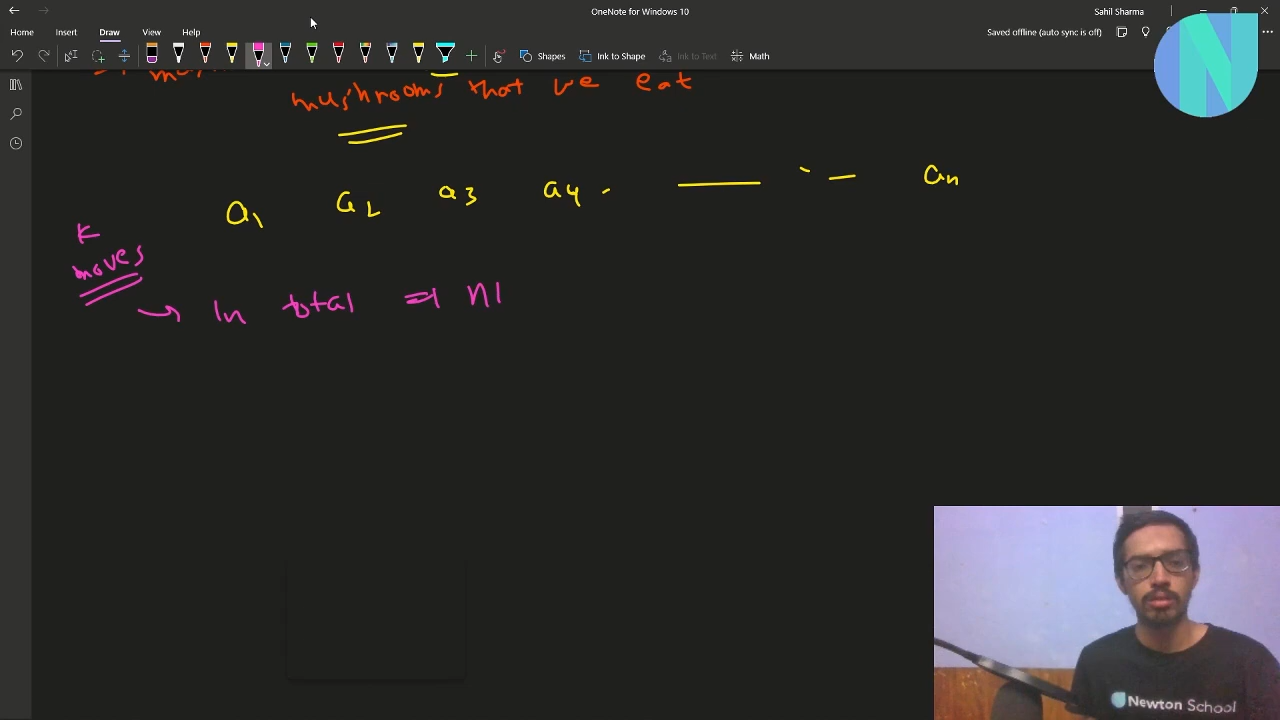 OneNote for Windows 10
Sahil Sharma
Home Insert Draw View Help
Saved offline (auto sync is off)
Shapes Ink to Shape Ink to Text Math
mushrooms that we eat
a1 a2 a3 a4 an
K
moves
In total
Newton School